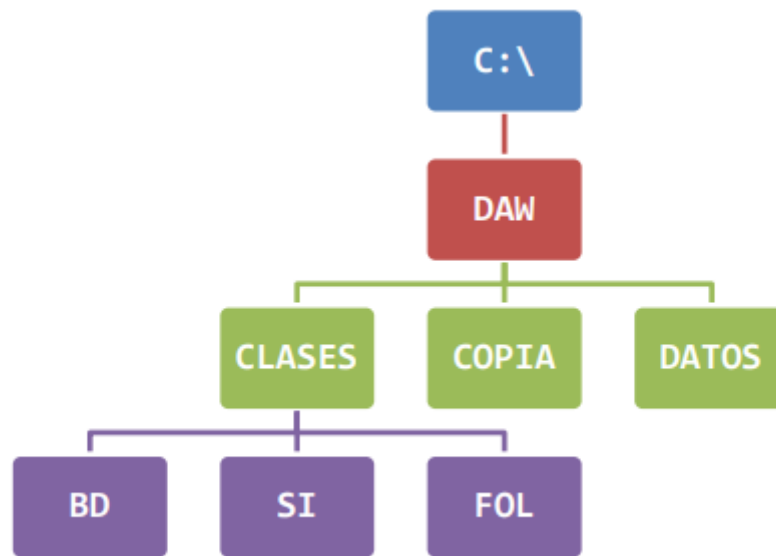 C:\
DAW
CLASES
COPIA
DATOS
BD
SI
FOL